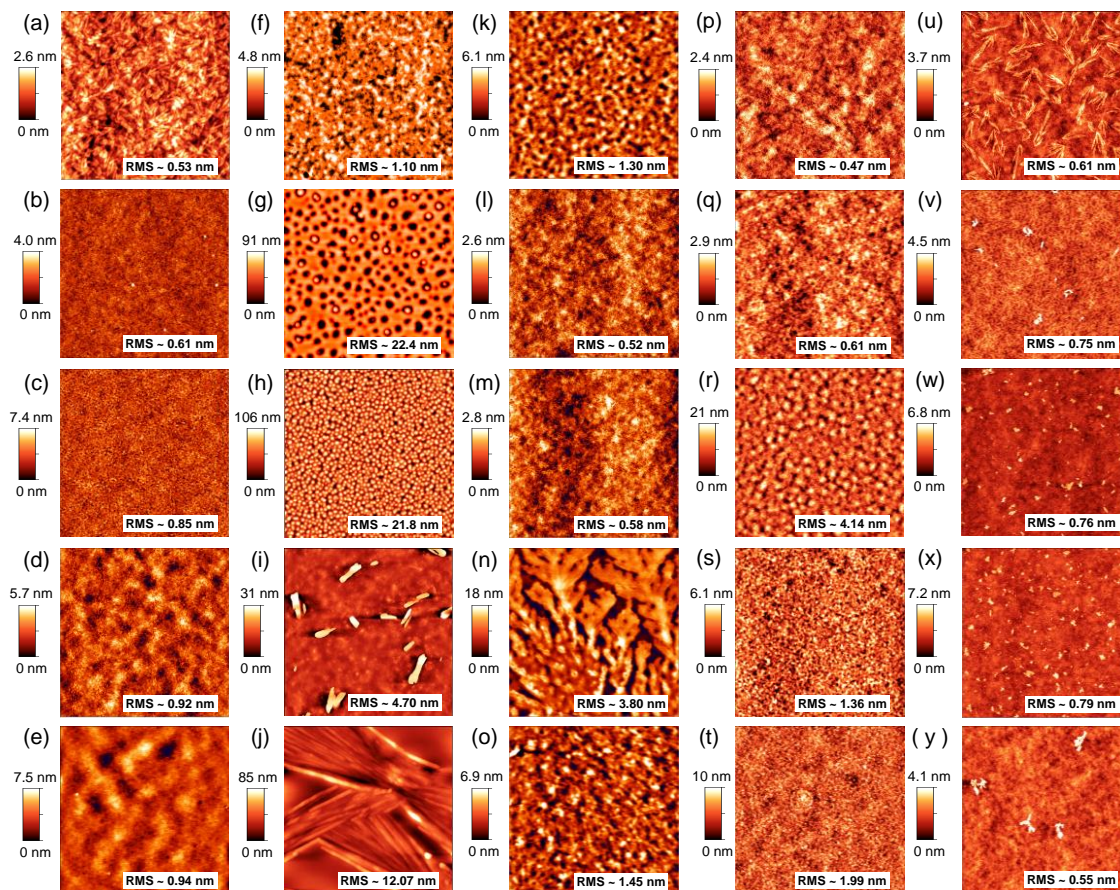 (a)
2.6 nm
0 nm
RMS ~ 0.53 nm
(f)
4.8 nm
0 nm
RMS ~ 1.10 nm
(k)
6.1 nm
0 nm
RMS ~ 1.30 nm
(p)
2.4 nm
0 nm
RMS ~ 0.47 nm
(u)
3.7 nm
0 nm
RMS ~ 0.61 nm
(b)
4.0 nm
0 nm
RMS ~ 0.61 nm
(g)
91 nm
0 nm
RMS ~ 22.4 nm
(l)
2.6 nm
0 nm
RMS ~ 0.52 nm
(q)
2.9 nm
0 nm
RMS ~ 0.61 nm
(v)
4.5 nm
0 nm
RMS ~ 0.75 nm
(c)
7.4 nm
0 nm
RMS ~ 0.85 nm
(h)
106 nm
0 nm
RMS ~ 21.8 nm
(m)
2.8 nm
0 nm
RMS ~ 0.58 nm
(r)
21 nm
0 nm
RMS ~ 4.14 nm
(w)
6.8 nm
0 nm
RMS ~ 0.76 nm
(d)
5.7 nm
0 nm
RMS ~ 0.92 nm
(i)
31 nm
0 nm
RMS ~ 4.70 nm
(n)
18 nm
0 nm
RMS ~ 3.80 nm
(s)
6.1 nm
0 nm
RMS ~ 1.36 nm
(x)
7.2 nm
0 nm
RMS ~ 0.79 nm
(e)
7.5 nm
0 nm
RMS ~ 0.94 nm
(j)
85 nm
0 nm
RMS ~ 12.07 nm
(o)
6.9 nm
0 nm
RMS ~ 1.45 nm
(t)
10 nm
0 nm
RMS ~ 1.99 nm
( y )
4.1 nm
0 nm
RMS ~ 0.55 nm